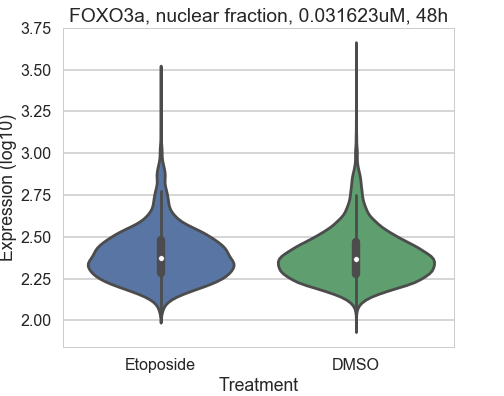 FOXO3a, nuclear fraction, 0.031623uM, 48h
Expression (log10)
3.75
3.50
3.25
3.00
2.75
2.50
2.25
2.00
Etoposide
DMSO
Treatment